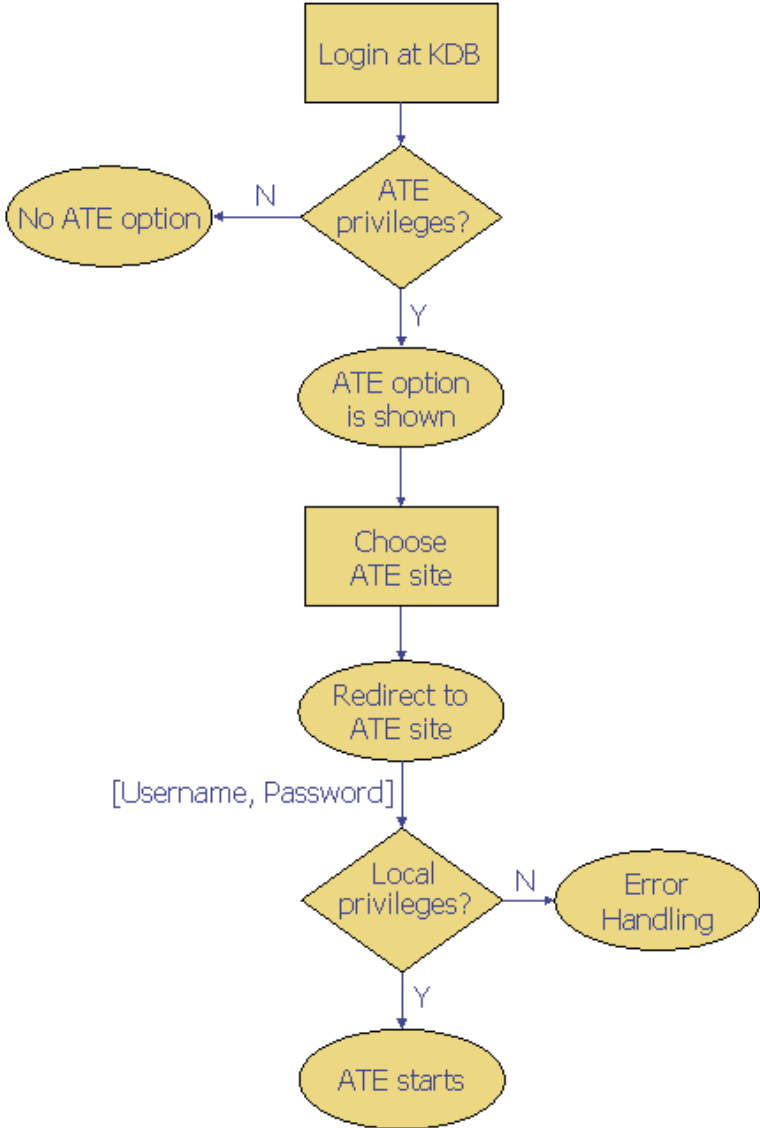 Login at KDB
ATE
privileges?
N
No ATE option
Y
ATE option
is shown
Choose
ATE site
Redirect to
ATE site
[Username, Password]
Local
privileges?
N
Error
Handling
Y
ATE starts